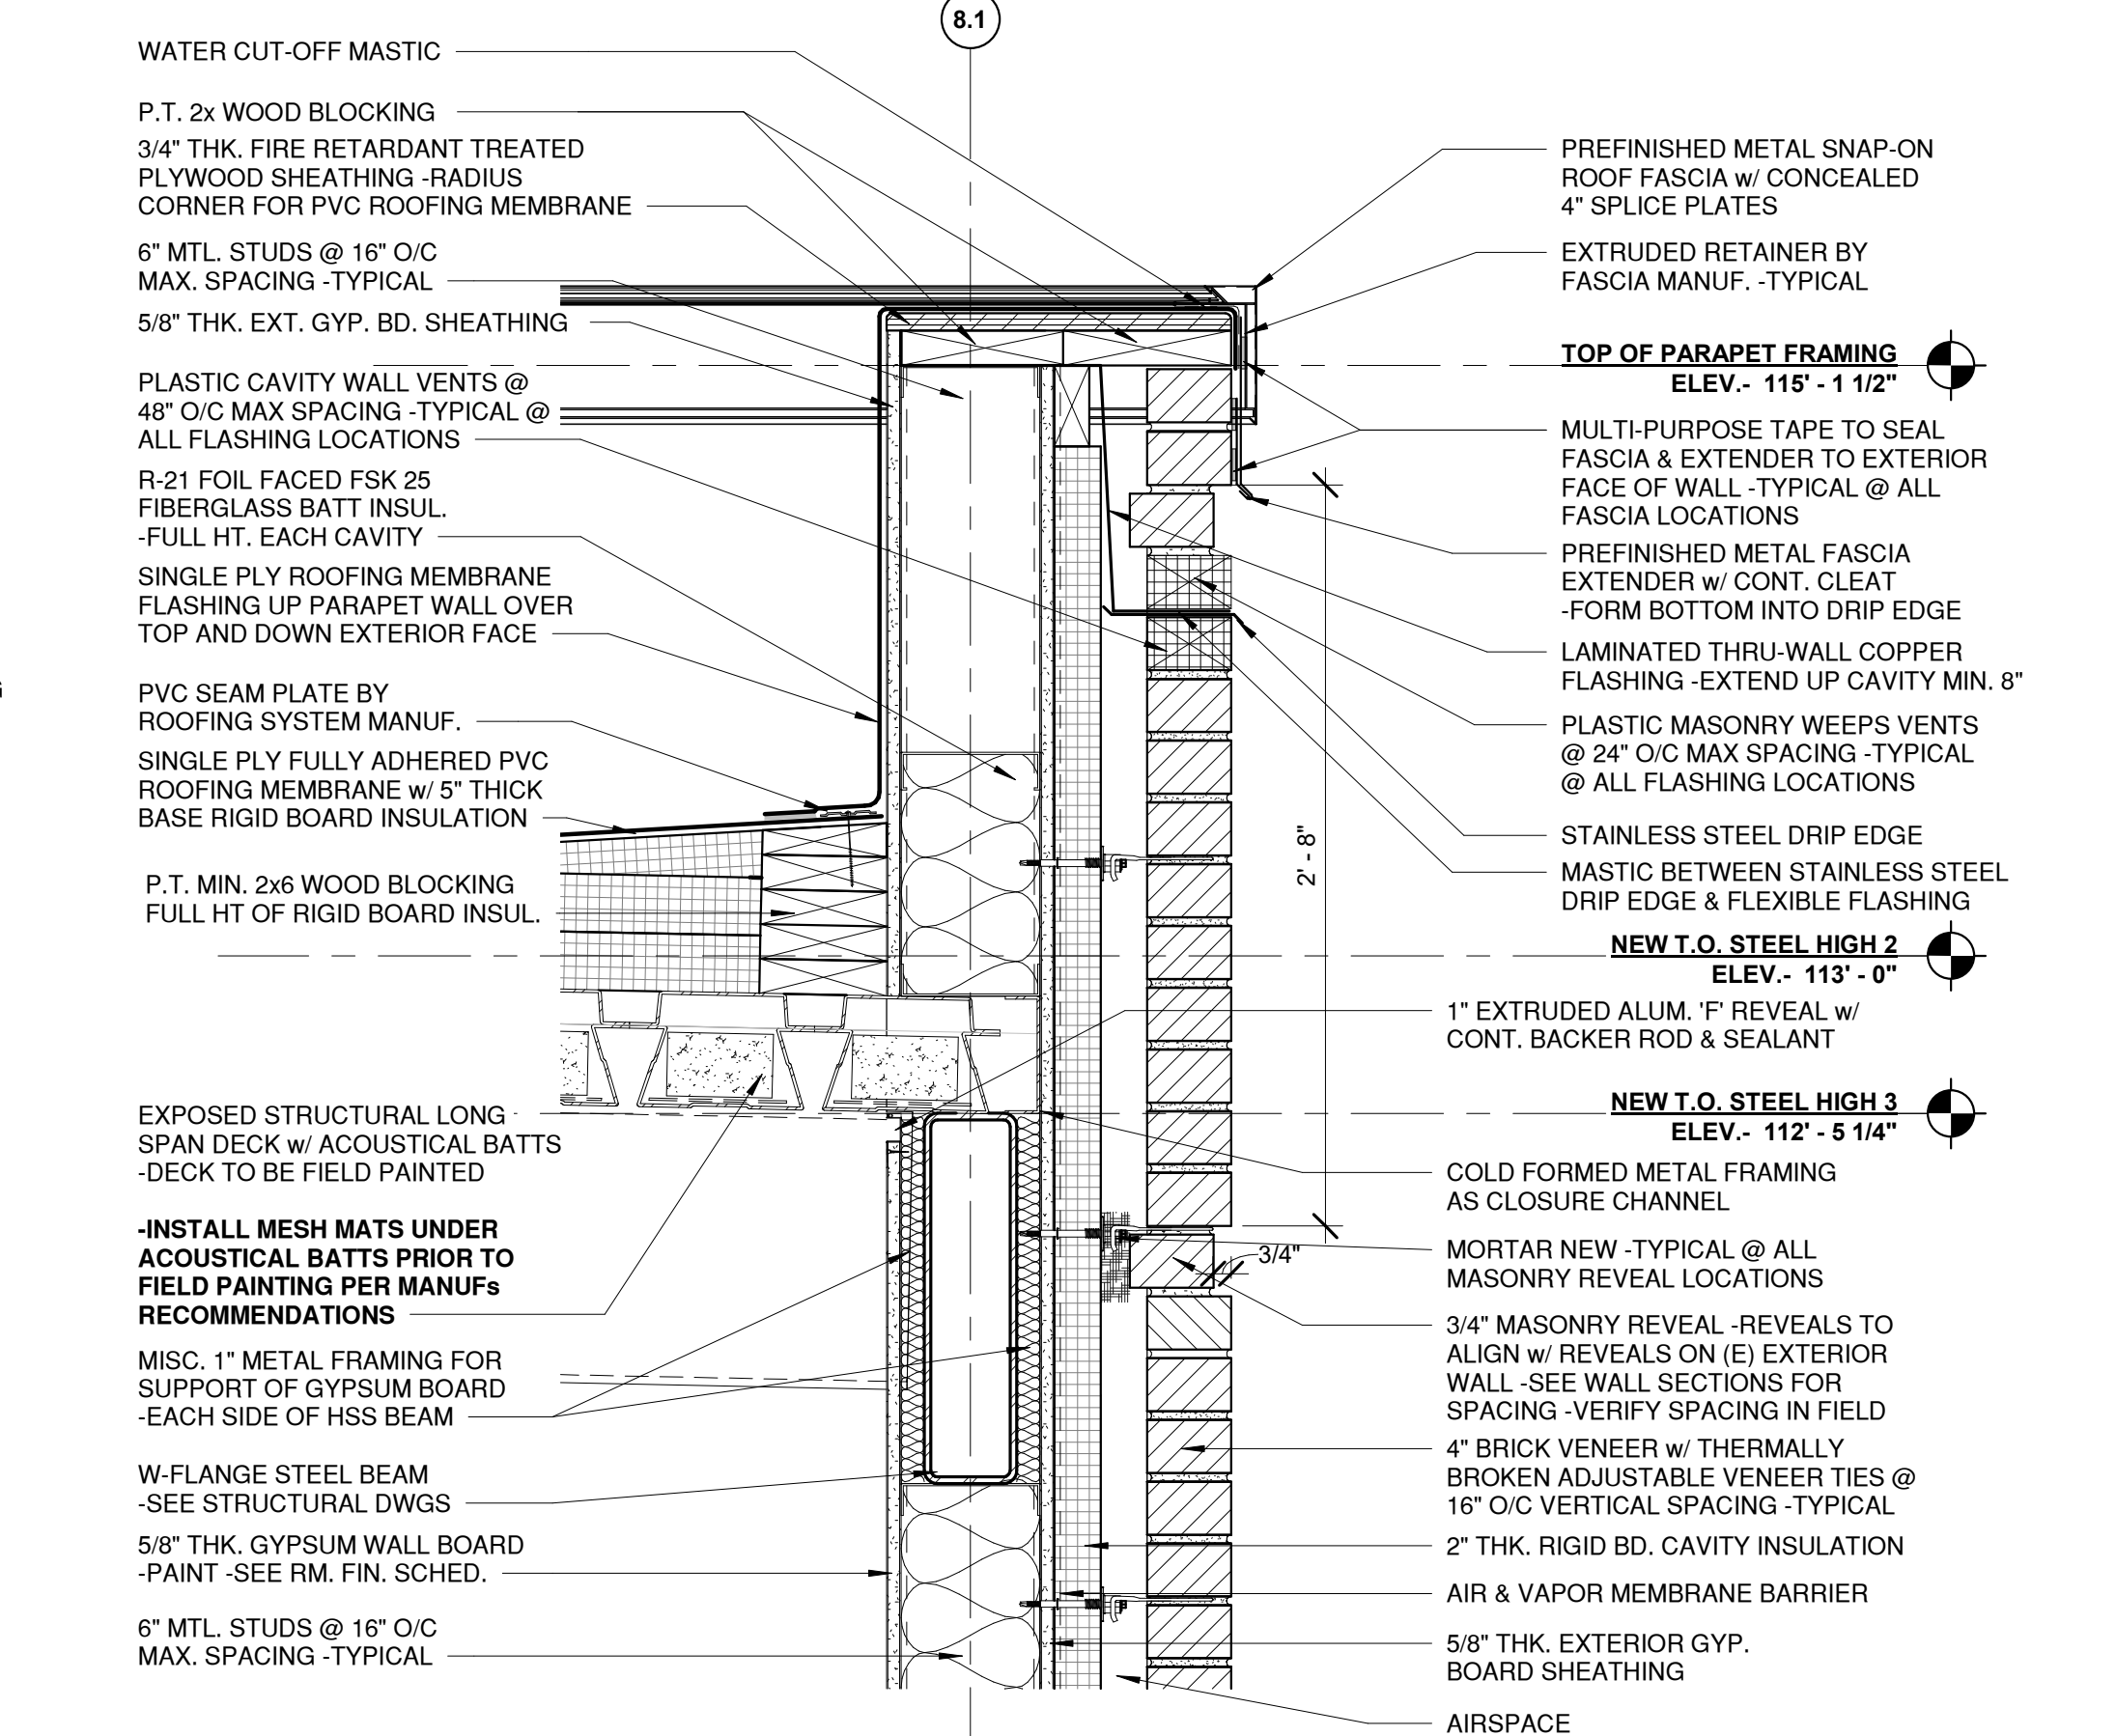 8.1
WATER CUT-OFF MASTIC
P.T. 2x WOOD BLOCKING
3/4" THK. FIRE RETARDANT TREATED
PLYWOOD SHEATHING -RADIUS
CORNER FOR PVC ROOFING MEMBRANE
6" MTL. STUDS @ 16" O/C
MAX. SPACING -TYPICAL
5/8" THK. EXT. GYP. BD. SHEATHING
PLASTIC CAVITY WALL VENTS @
48" O/C MAX SPACING -TYPICAL @
ALL FLASHING LOCATIONS
R-21 FOIL FACED FSK 25
FIBERGLASS BATT INSUL.
-FULL HT. EACH CAVITY
SINGLE PLY ROOFING MEMBRANE
FLASHING UP PARAPET WALL OVER
TOP AND DOWN EXTERIOR FACE
PVC SEAM PLATE BY
ROOFING SYSTEM MANUF.
SINGLE PLY FULLY ADHERED PVC
ROOFING MEMBRANE w/ 5" THICK
BASE RIGID BOARD INSULATION
P.T. MIN. 2x6 WOOD BLOCKING
FULL HT OF RIGID BOARD INSUL.
EXPOSED STRUCTURAL LONG
SPAN DECK w/ ACOUSTICAL BATTS
-DECK TO BE FIELD PAINTED
-INSTALL MESH MATS UNDER
ACOUSTICAL BATTS PRIOR TO
FIELD PAINTING PER MANUFs
RECOMMENDATIONS
MISC. 1" METAL FRAMING FOR
SUPPORT OF GYPSUM BOARD
-EACH SIDE OF HSS BEAM
W-FLANGE STEEL BEAM
-SEE STRUCTURAL DWGS
5/8" THK. GYPSUM WALL BOARD
-PAINT -SEE RM. FIN. SCHED.
6" MTL. STUDS @ 16" O/C
MAX. SPACING -TYPICAL
2' - 8"
3/4"
PREFINISHED METAL SNAP-ON
ROOF FASCIA w/ CONCEALED
4" SPLICE PLATES
EXTRUDED RETAINER BY
FASCIA MANUF. -TYPICAL
TOP OF PARAPET FRAMING
ELEV.- 115' - 1 1/2"
MULTI-PURPOSE TAPE TO SEAL
FASCIA & EXTENDER TO EXTERIOR
FACE OF WALL -TYPICAL @ ALL
FASCIA LOCATIONS
PREFINISHED METAL FASCIA
EXTENDER w/ CONT. CLEAT
-FORM BOTTOM INTO DRIP EDGE
LAMINATED THRU-WALL COPPER
FLASHING -EXTEND UP CAVITY MIN. 8"
PLASTIC MASONRY WEEPS VENTS
@ 24" O/C MAX SPACING -TYPICAL
@ ALL FLASHING LOCATIONS
STAINLESS STEEL DRIP EDGE
MASTIC BETWEEN STAINLESS STEEL
DRIP EDGE & FLEXIBLE FLASHING
NEW T.O. STEEL HIGH 2
ELEV.- 113' - 0"
1" EXTRUDED ALUM. 'F' REVEAL w/
CONT. BACKER ROD & SEALANT
NEW T.O. STEEL HIGH 3
ELEV.- 112' - 5 1/4"
COLD FORMED METAL FRAMING
AS CLOSURE CHANNEL
MORTAR NEW -TYPICAL @ ALL
MASONRY REVEAL LOCATIONS
3/4" MASONRY REVEAL -REVEALS TO
ALIGN w/ REVEALS ON (E) EXTERIOR
WALL -SEE WALL SECTIONS FOR
SPACING -VERIFY SPACING IN FIELD
4" BRICK VENEER w/ THERMALLY
BROKEN ADJUSTABLE VENEER TIES @
16" O/C VERTICAL SPACING -TYPICAL
2" THK. RIGID BD. CAVITY INSULATION
AIR & VAPOR MEMBRANE BARRIER
5/8" THK. EXTERIOR GYP.
BOARD SHEATHING
AIRSPACE